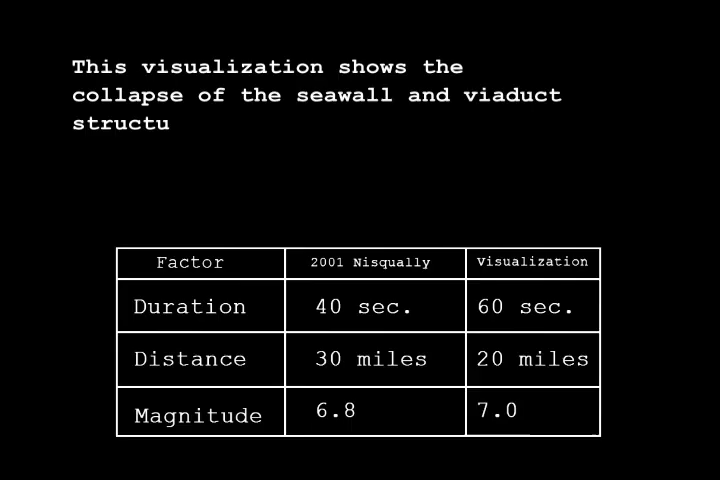 This visualization shows the
collapse of the seawall and viaduct
structu
Factor 2001 Nisqually Visualization
Duration 40 sec. 60 sec.
Distance 30 miles 20 miles
Magnitude 6.8 7.0